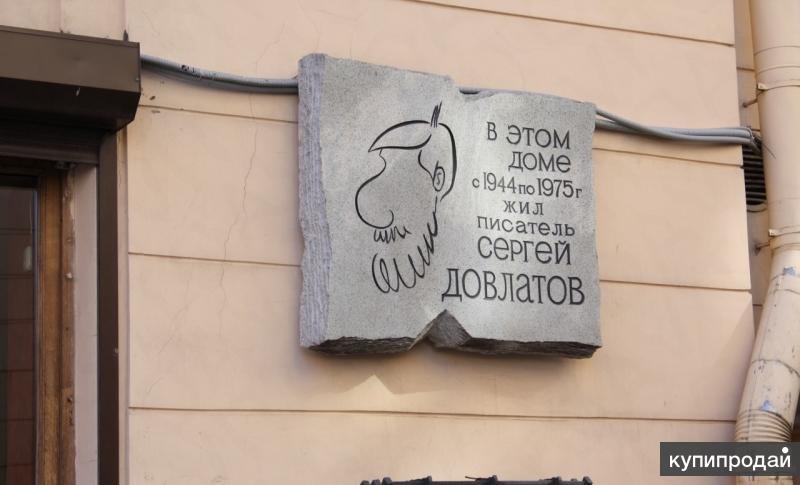 В ЭТОМ
ДОМЕ
с 1944 по 1975 г
ЖИЛ
писатель
СЕРГЕЙ
ДОВЛАТОВ
купипродай